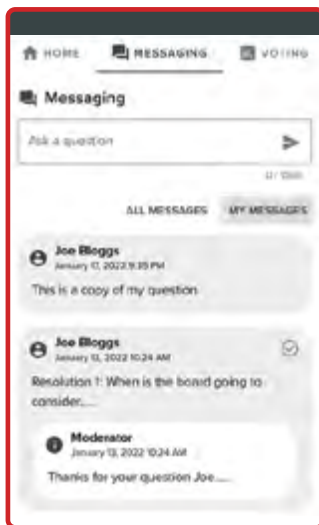 HOME MESSAGING VOTING
Messaging
Ask a question
ALL MESSAGES MY MESSAGES
Joe Bloggs
January 17, 2022 9:35 PM
This is a copy of my question
Joe Bloggs
January 13, 2022 10:24 AM
Resolution 1: When is the board going to
consider.....
Moderator
January 13, 2022 10:24 AM
Thanks for your question Joe.....